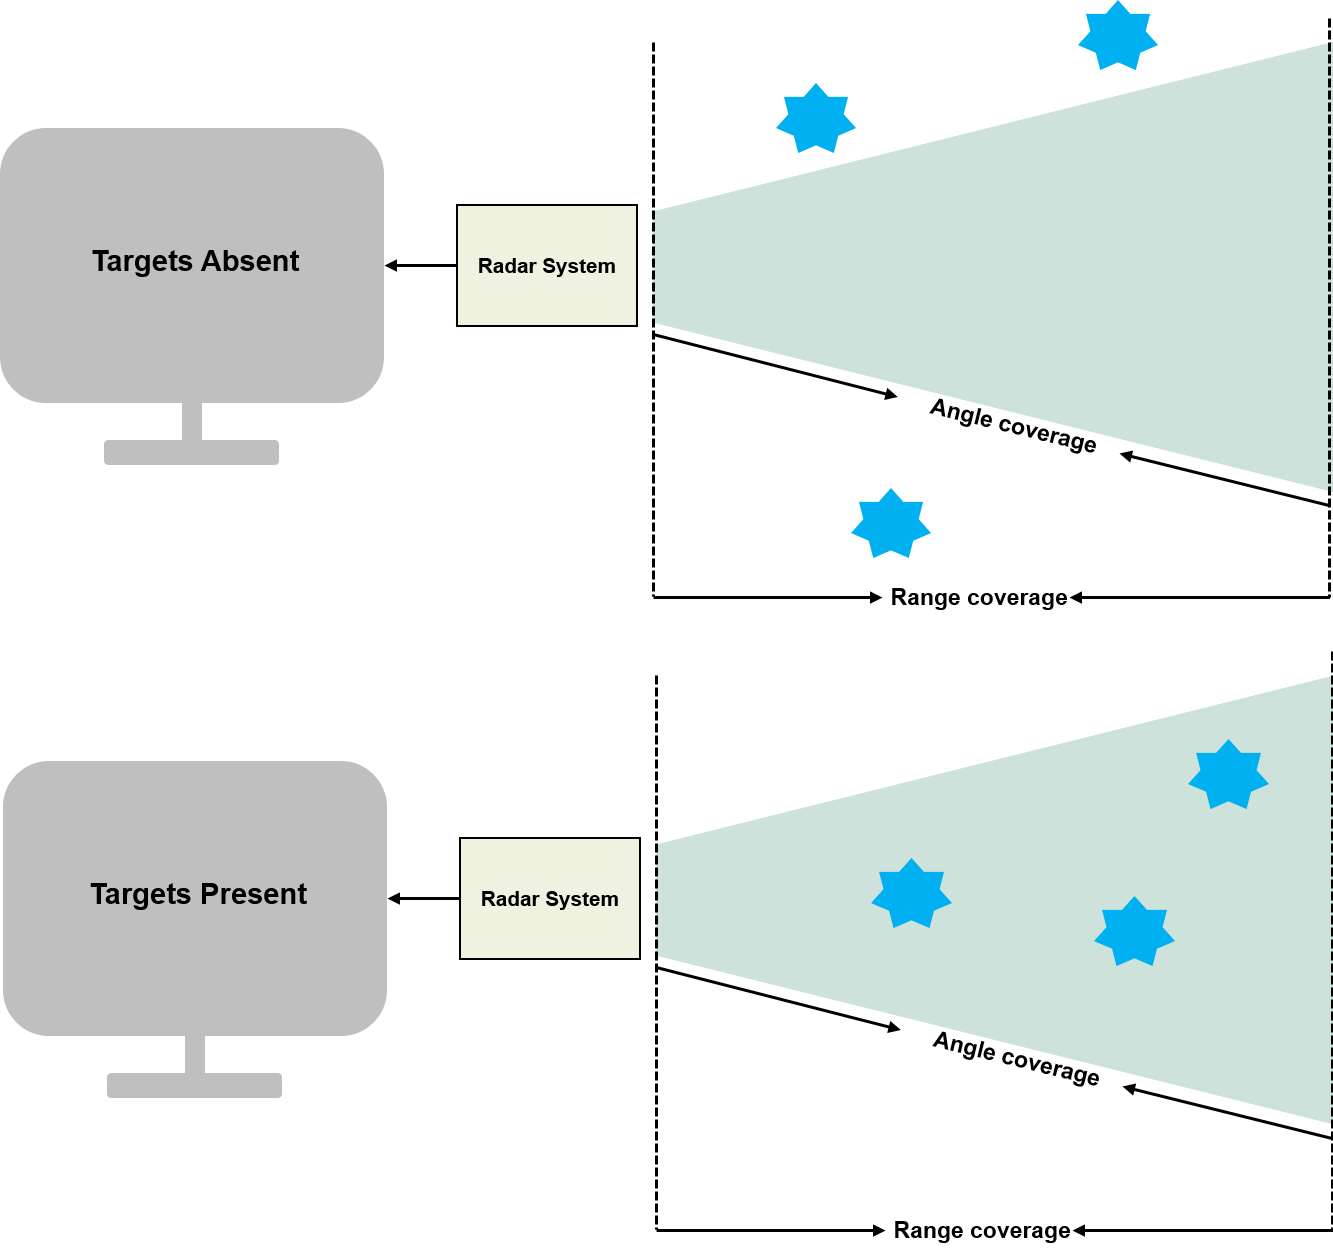 Targets Absent
Radar System
Angle coverage
Range coverage
Targets Present
Radar System
Angle coverage
Range coverage